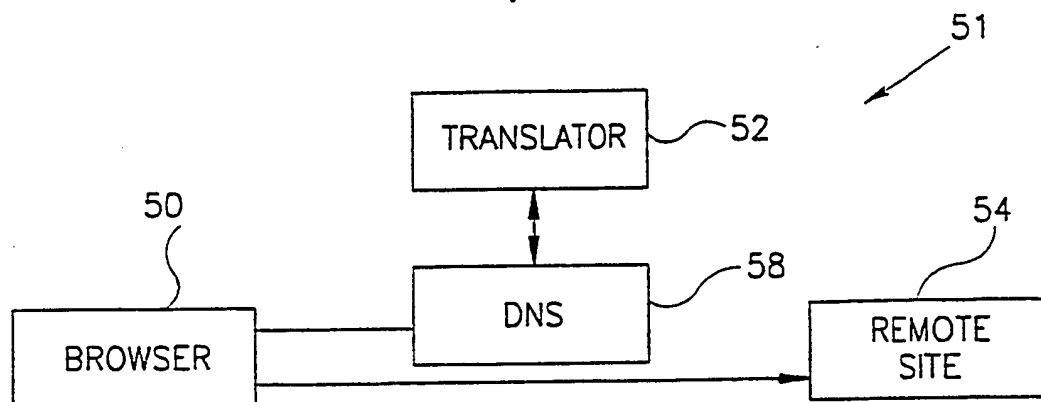 51
TRANSLATOR
52
50
54
58
DNS
BROWSER
REMOTE
SITE